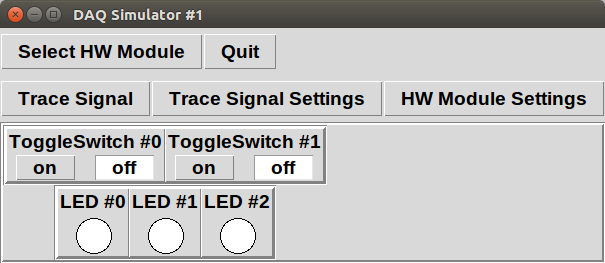 DAQ Simulator #1
Select HW Module Quit
Trace Signal Trace Signal Settings HW Module Settings
ToggleSwitch #0 ToggleSwitch #1
on off on off
LED #0 LED #1 LED #2